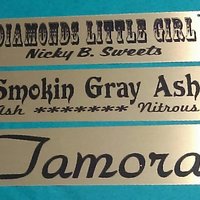 DIAMONDS LITTLE GIRL
Nicky B. Sweets
Smokin Gray Ash
Ash ******* Nitrous
Tamora